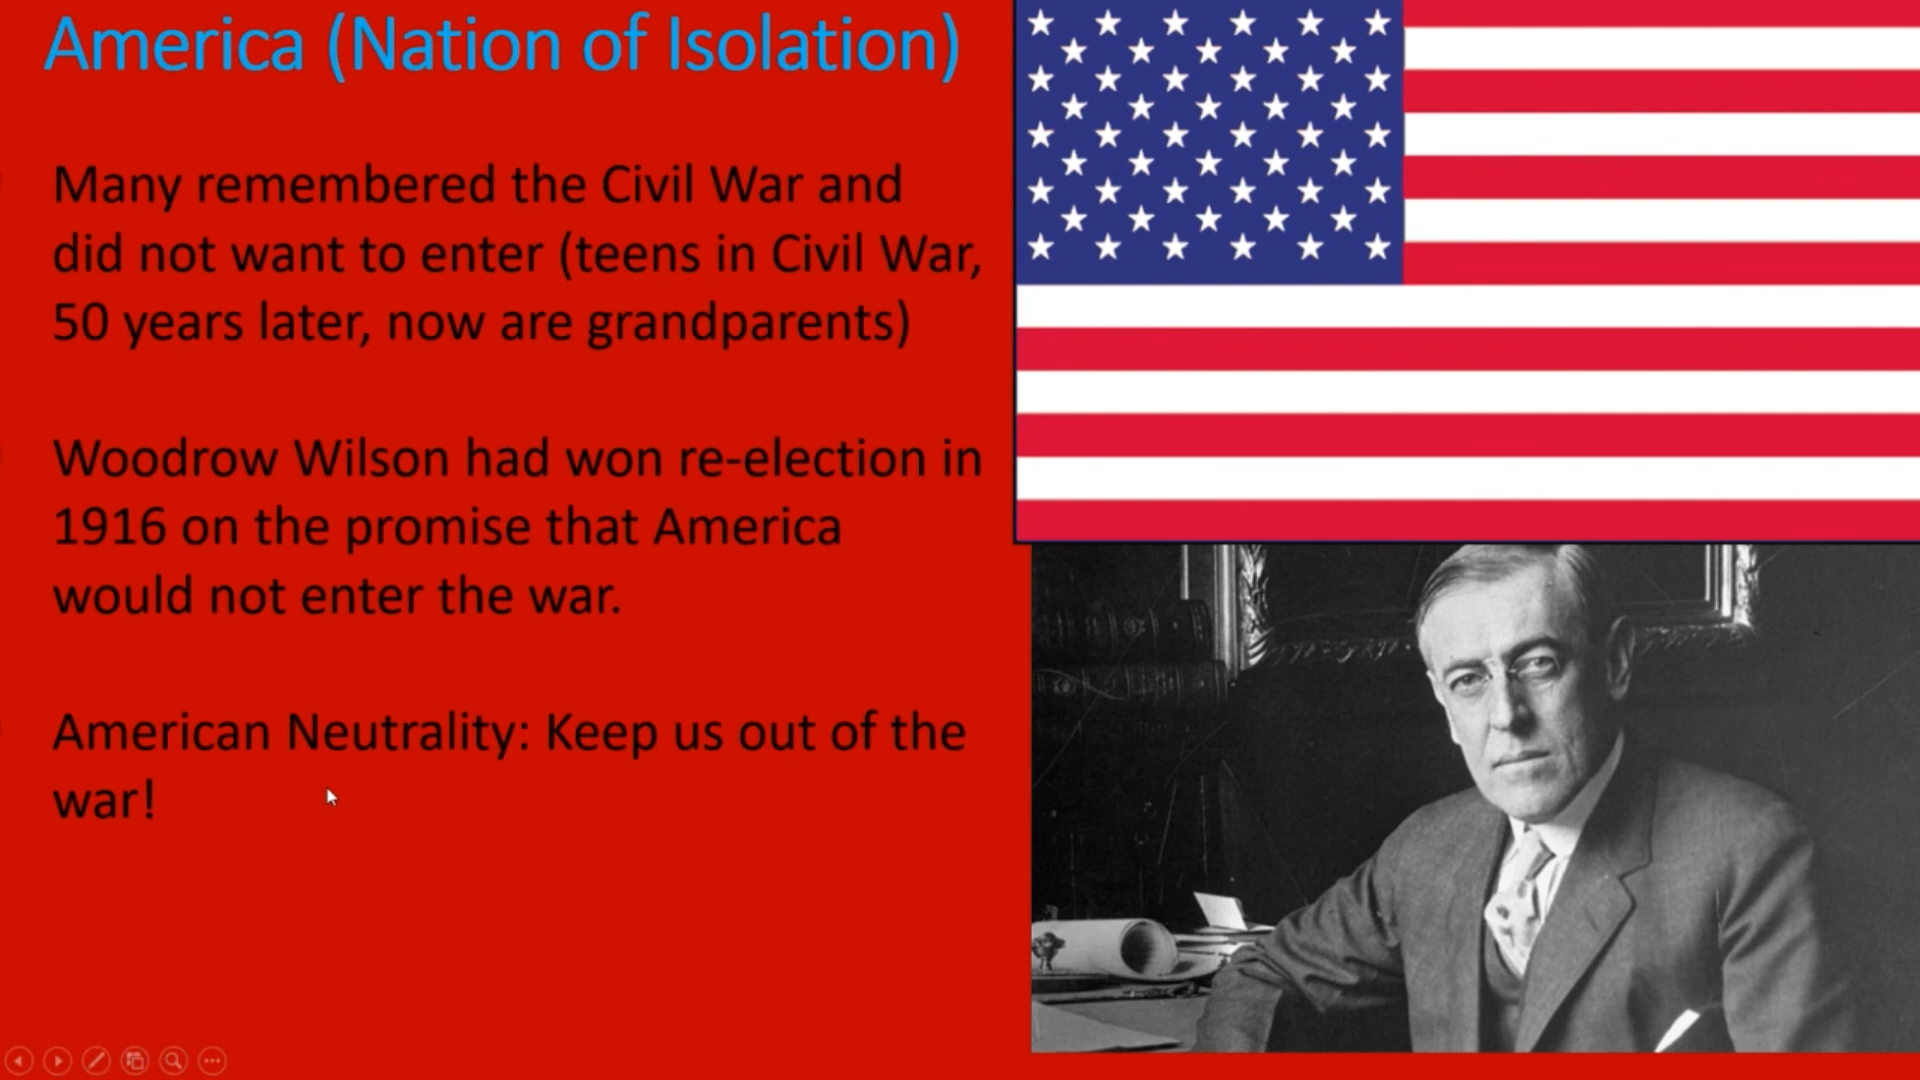 America (Nation of Isolation)
Many remembered the Civil War and
did not want to enter (teens in Civil War,
50 years later, now are grandparents)
Woodrow Wilson had won re-election in
1916 on the promise that America
would not enter the war.
American Neutrality: Keep us out of the
war!